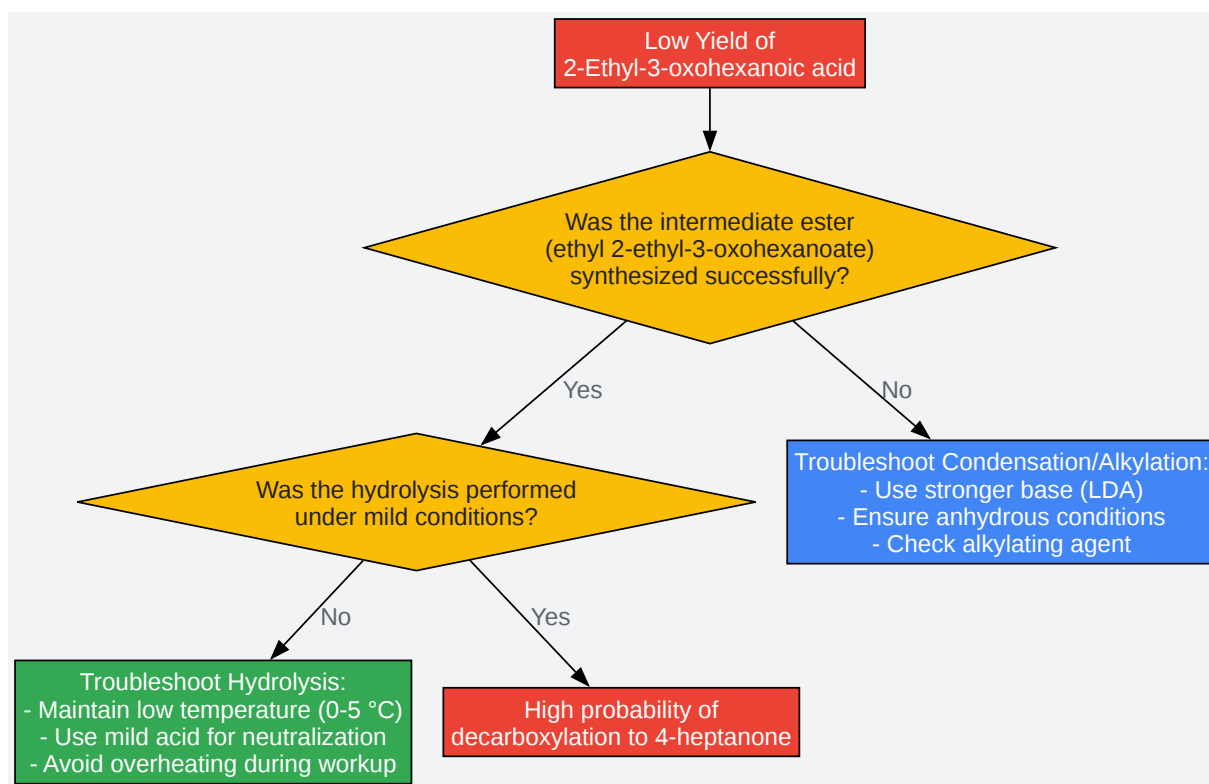 Low Yield of
2-Ethyl-3-oxohexanoic acid
Was the intermediate ester
(ethyl 2-ethyl-3-oxohexanoate)
synthesized successfully?
Yes
No
Was the hydrolysis performed
under mild conditions?
Troubleshoot Condensation/Alkylation:
- Use stronger base (LDA)
- Ensure anhydrous conditions
- Check alkylating agent
No
Yes
Troubleshoot Hydrolysis:
- Maintain low temperature (0-5 °C)
- Use mild acid for neutralization
- Avoid overheating during workup
High probability of
decarboxylation to 4-heptanone